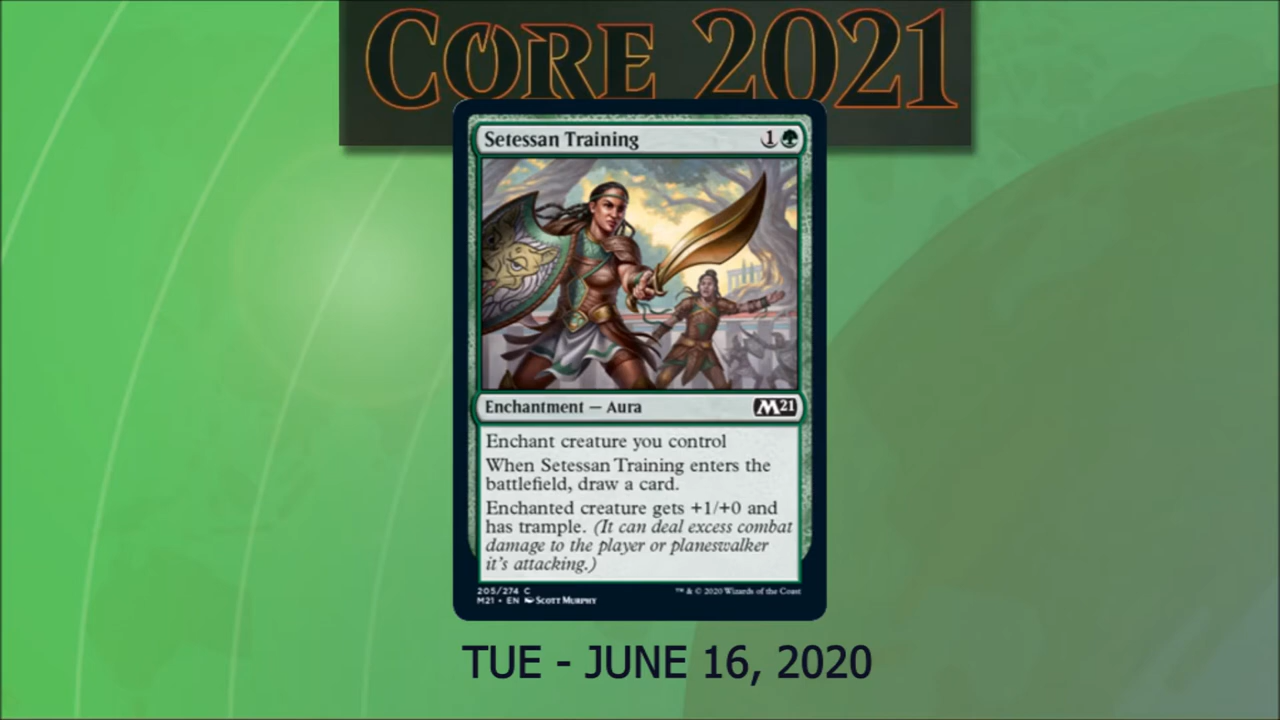 CORE 2021
Setessan Training 1
Enchantment — Aura M21
Enchant creature you control
When Setessan Training enters the
battlefield, draw a card.
Enchanted creature gets +1/+0 and
has trample. (It can deal excess combat
damage to the player or planeswalker
it's attacking.)
205/274 C ™ & © 2020 Wizards of the Coast
M21 • EN SCOTT MURPHY
TUE - JUNE 16, 2020